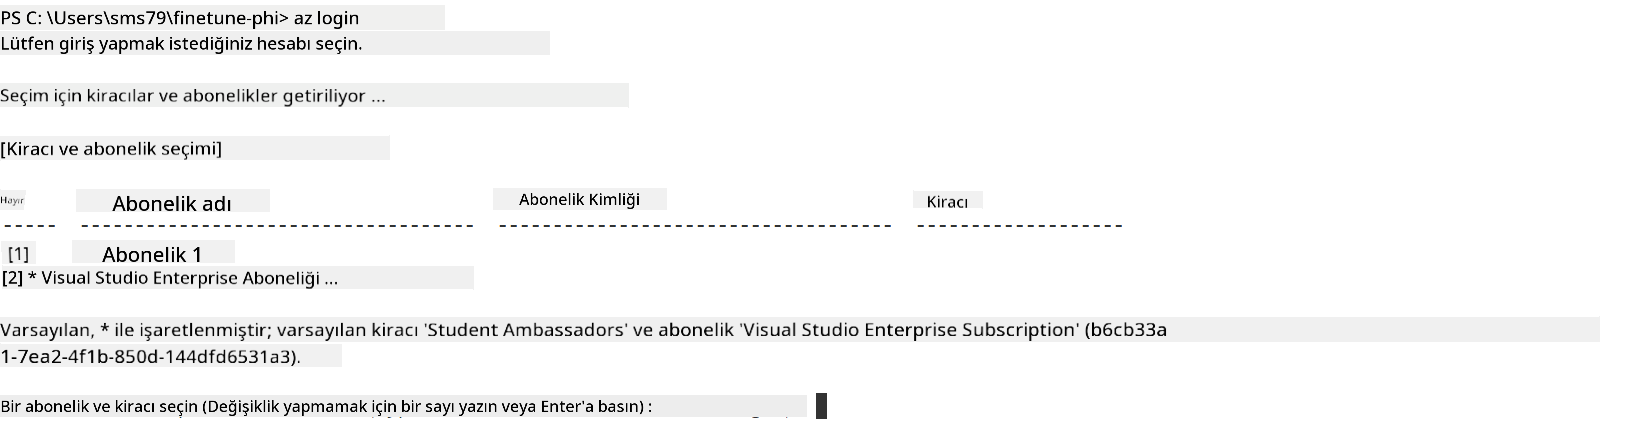 PS C: \Users\sms79\finetune-phi> az login
Lütfen giriş yapmak istediğiniz hesabı seçin.
Seçim için kiracılar ve abonelikler getiriliyor ...
[Kiracı ve abonelik seçimi]
Hayır Abonelik adı Abonelik Kimliği Kiracı
----- --------------------------------- --------------------------------- ------------------
[1] Abonelik 1
[2] * Visual Studio Enterprise Aboneliği ...
Varsayılan, * ile işaretlenmiştir; varsayılan kiracı 'Student Ambassadors' ve abonelik 'Visual Studio Enterprise Subscription' (b6cb33a
1-7ea2-4f1b-850d-144dfd6531a3).
Bir abonelik ve kiracı seçin (Değişiklik yapmamak için bir sayı yazın veya Enter'a basın) :